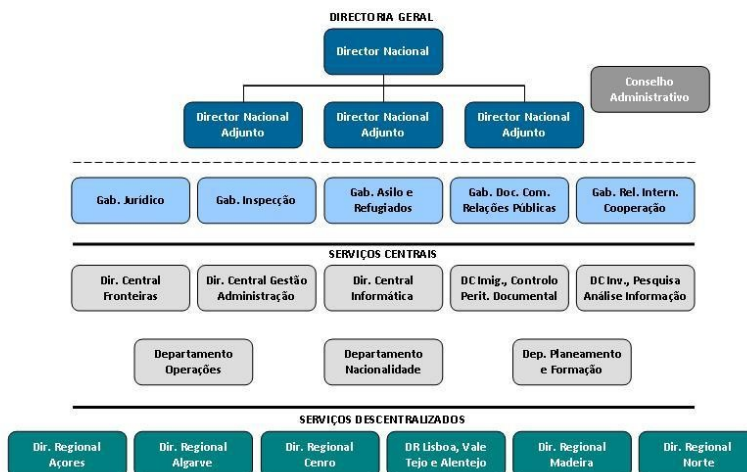 DIRECTORIA GERAL
Director Nacional
Conselho
Administrativo
Director Nacional
Adjunto
Director Nacional
Adjunto
Director Nacional
Adjunto
Gab. Jurídico
Gab. Inspecção
Gab. Asilo e
Refugiados
Gab. Doc. Com.
Relações Públicas
Gab. Rel. Intern.
Cooperação
SERVIÇOS CENTRAIS
Dir. Central
Fronteiras
Dir. Central Gestão
Administração
Dir. Central
Informática
DC Imig., Controlo
Perit. Documental
DC Inv., Pesquisa
Análise Informação
Departamento
Operações
Departamento
Nacionalidade
Dep. Planeamento
e Formação
SERVIÇOS DESCENTRALIZADOS
Dir. Regional
Açores
Dir. Regional
Algarve
Dir. Regional
Cenro
DR Lisboa, Vale
Tejo e Alentejo
Dir. Regional
Madeira
Dir. Regional
Norte